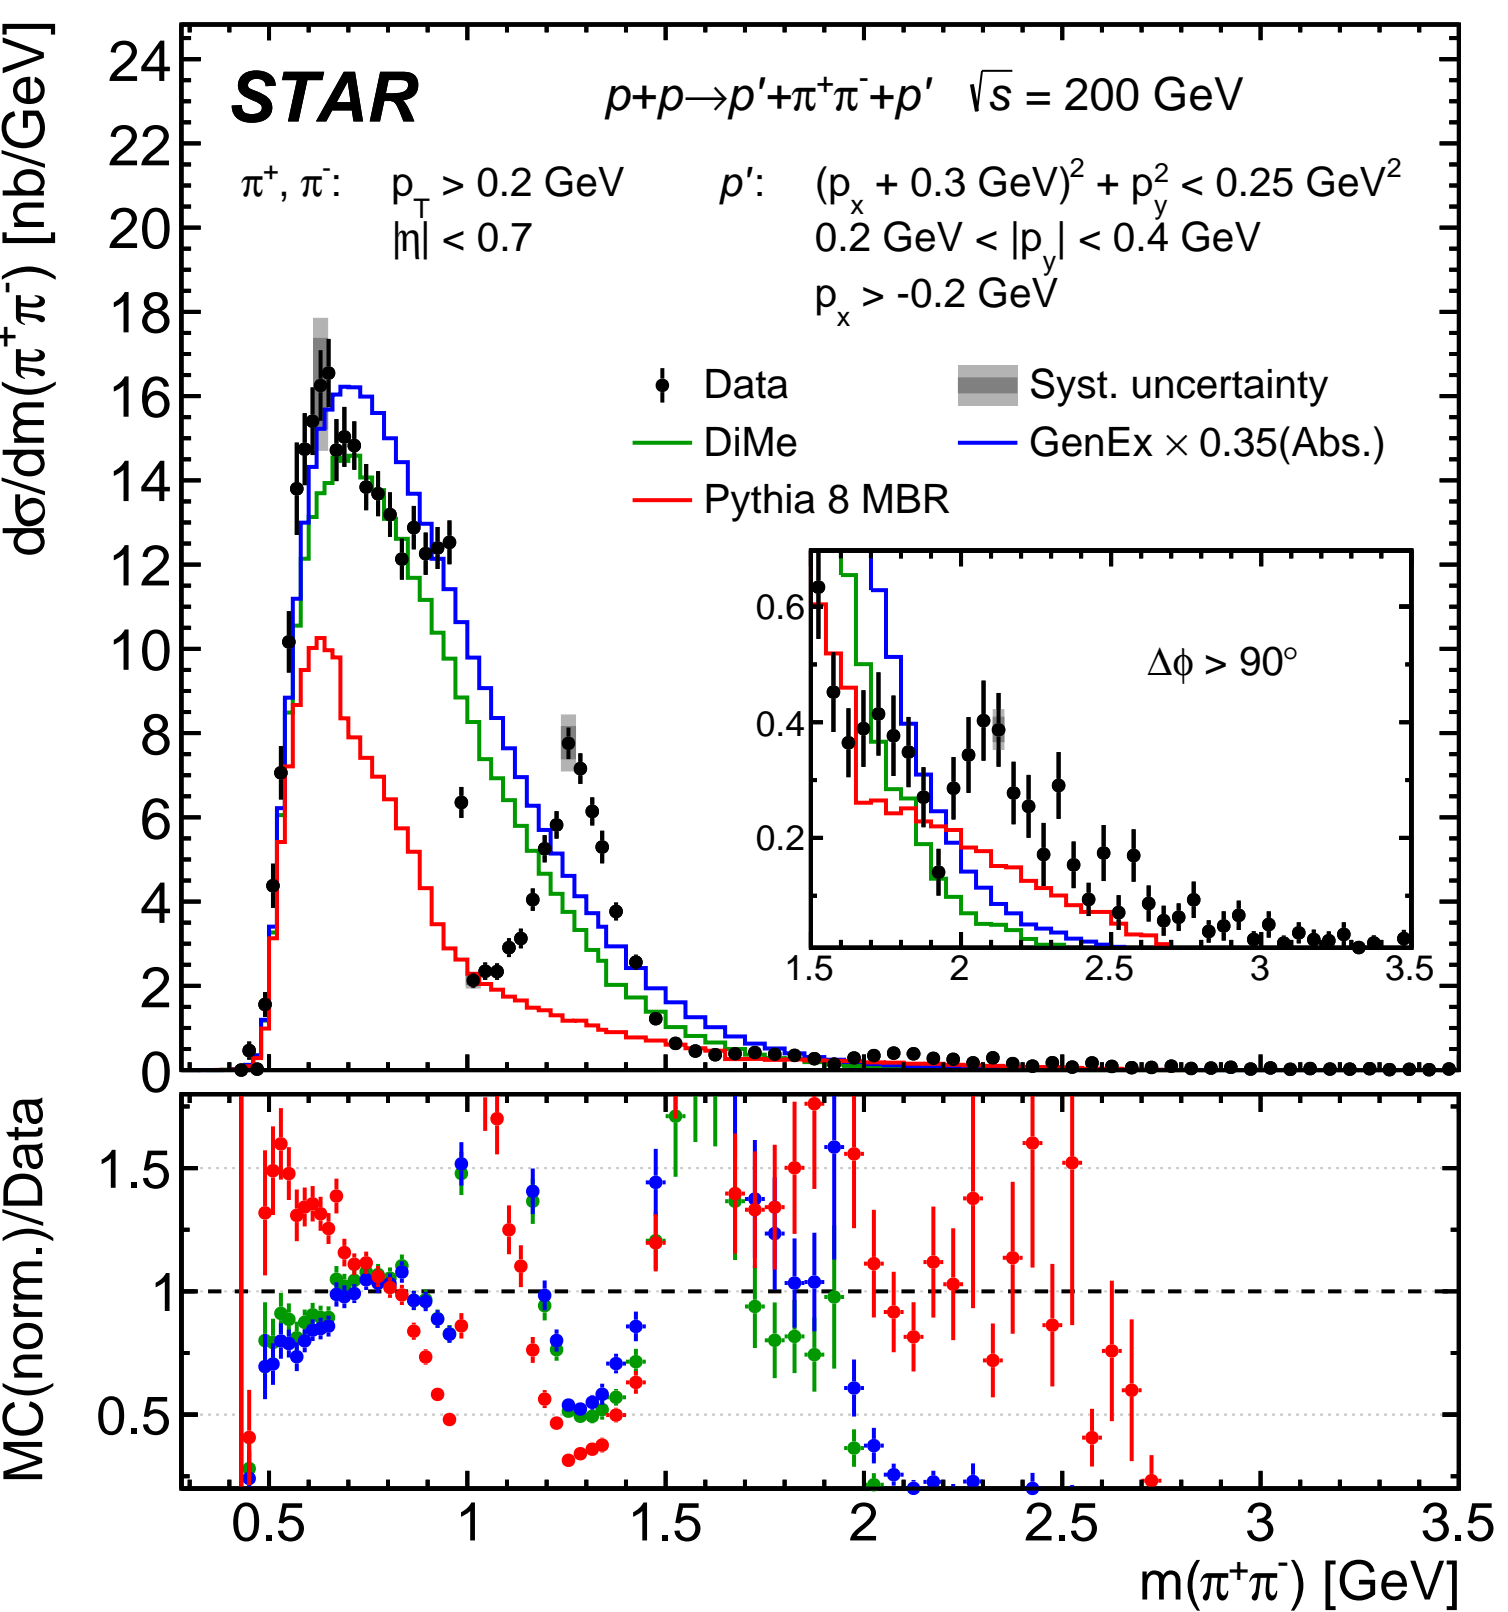 dσ/dm(π⁺π⁻) [nb/GeV]
STAR p+p→p′+π⁺π⁻+p′ √s = 200 GeV
π⁺, π⁻: p_T > 0.2 GeV p′: (p_x + 0.3 GeV)² + p_y² < 0.25 GeV²
|η| < 0.7 0.2 GeV < |p_y| < 0.4 GeV
p_x > -0.2 GeV
Data Syst. uncertainty
DiMe GenEx × 0.35(Abs.)
Pythia 8 MBR
24
22
20
18
16
14
12
10
8
6
4
2
0
Δϕ > 90°
0.6
0.4
0.2
1.5 2 2.5 3 3.5
MC(norm.)/Data
1.5
1
0.5
0.5 1 1.5 2 2.5 3 3.5
m(π⁺π⁻) [GeV]